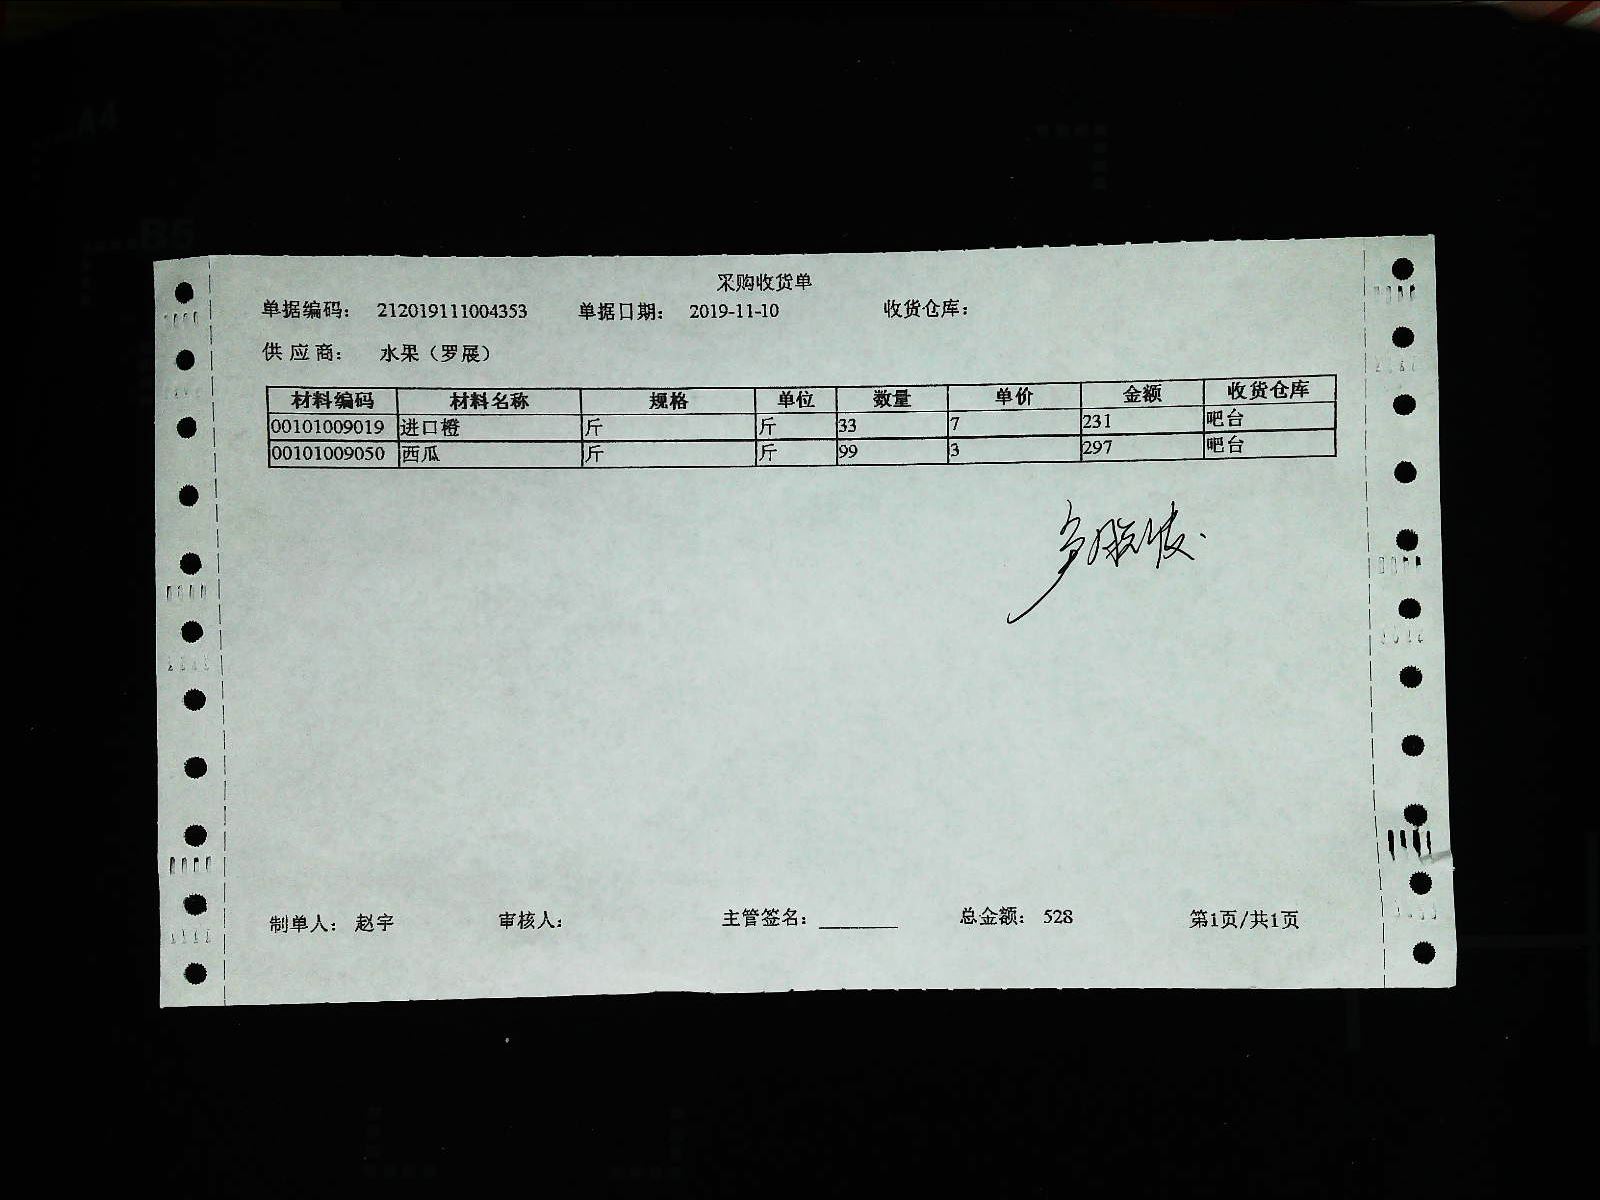 采购收货单
单据编码： 212019111004353 单据日期： 2019-11-10 收货仓库：
供应商： 水果（罗展）
材料编码 材料名称 规格 单位 数量 单价 金额 收货仓库
00101009019 进口橙 斤 斤 33 7 231 吧台
00101009050 西瓜 斤 斤 99 3 297 吧台
制单人： 赵宇 审核人： 主管签名： 总金额： 528 第1页/共1页